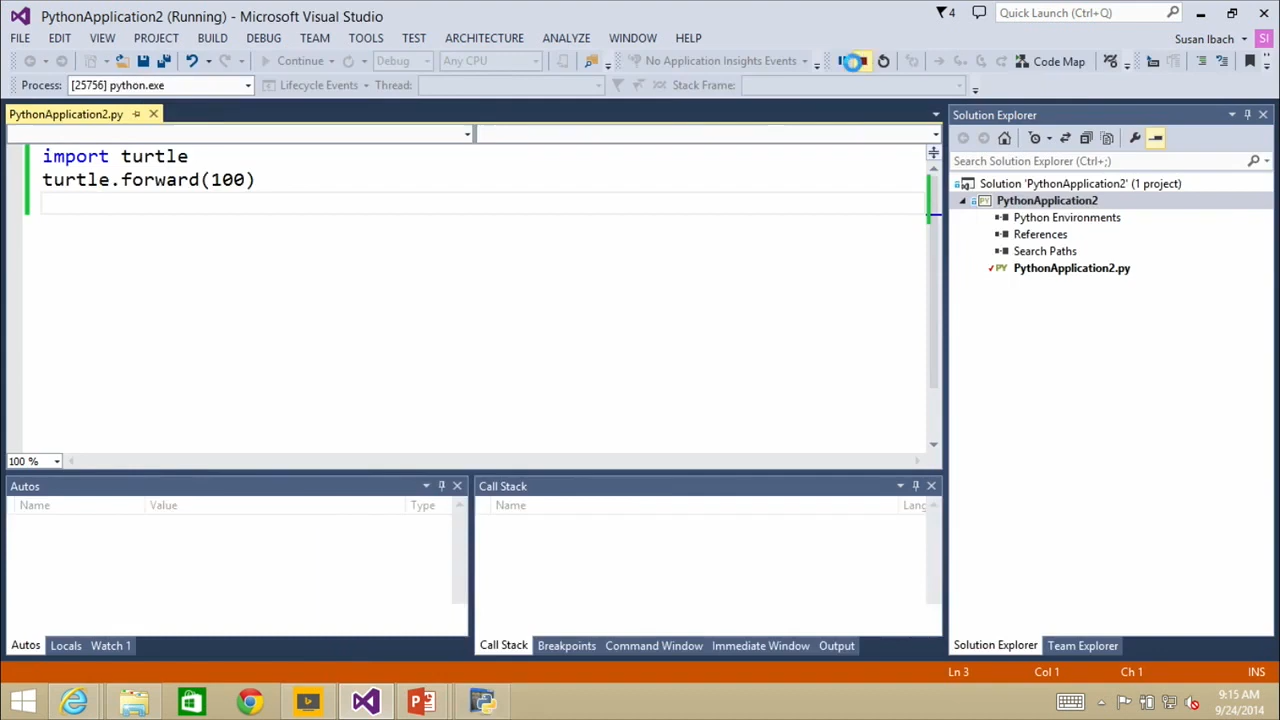 PythonApplication2 (Running) - Microsoft Visual Studio
4
Quick Launch (Ctrl+Q)
FILE EDIT VIEW PROJECT BUILD DEBUG TEAM TOOLS TEST ARCHITECTURE ANALYZE WINDOW HELP
Susan Ibach SI
Continue Debug Any CPU No Application Insights Events Code Map
Process: [25756] python.exe Lifecycle Events Thread: Stack Frame:
PythonApplication2.py
import turtle
turtle.forward(100)
100 %
Solution Explorer
Search Solution Explorer (Ctrl+;)
Solution 'PythonApplication2' (1 project)
PY PythonApplication2
Python Environments
References
Search Paths
PY PythonApplication2.py
Autos
Name Value Type
Call Stack
Name Lang
Autos Locals Watch 1
Call Stack Breakpoints Command Window Immediate Window Output
Solution Explorer Team Explorer
Ln 3 Col 1 Ch 1 INS
9:15 AM
9/24/2014